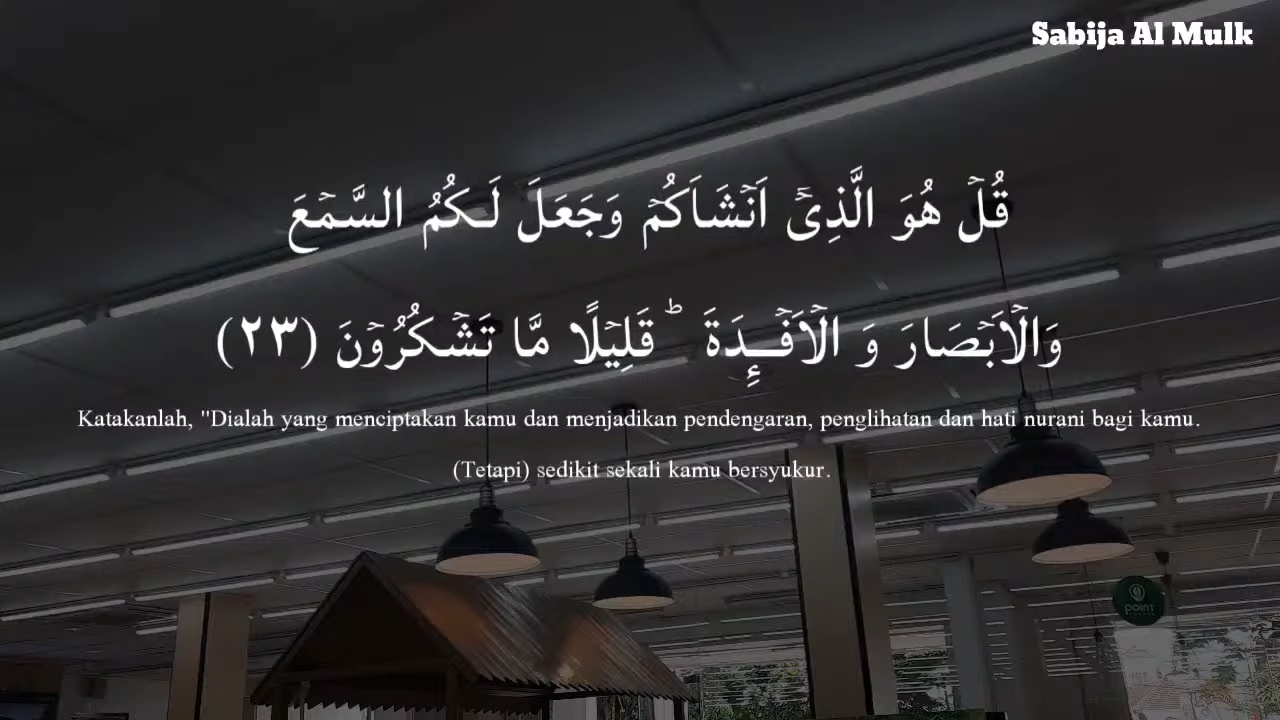 Sabija Al Mulk
قُلۡ هُوَ الَّذِىۡۤ اَنۡشَاَكُمۡ وَجَعَلَ لَـكُمُ السَّمۡعَ
وَالۡاَبۡصَارَ وَ الۡاَفۡـِٕدَةَ ‌ؕ قَلِيۡلًا مَّا تَشۡكُرُوۡنَ (٢٣)
Katakanlah, "Dialah yang menciptakan kamu dan menjadikan pendengaran, penglihatan dan hati nurani bagi kamu.
(Tetapi) sedikit sekali kamu bersyukur.
POINT